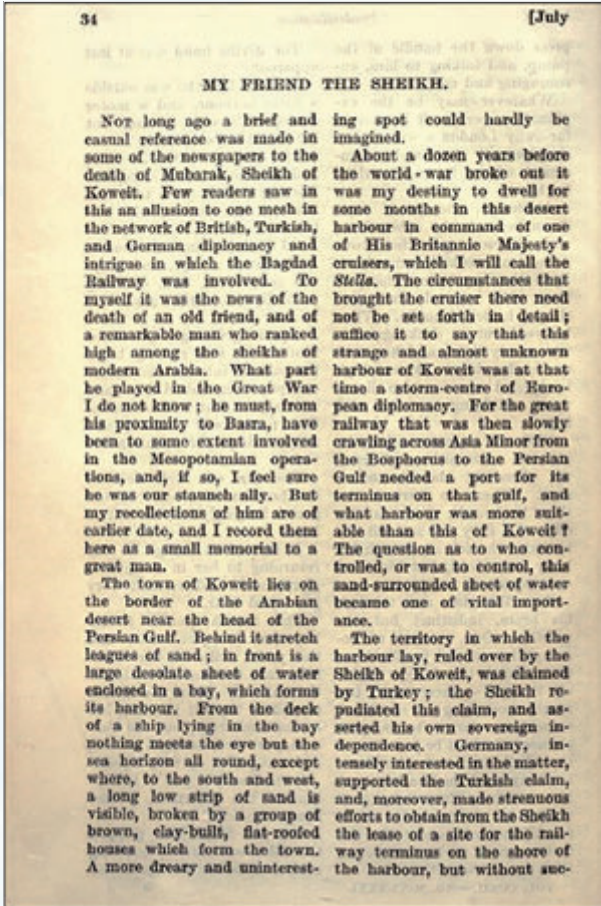 34
[July
MY FRIEND THE SHEIKH.
Not long ago a brief and
casual reference was made in
some of the newspapers to the
death of Mubarak, Sheikh of
Koweit. Few readers saw in
this an allusion to one mesh in
the network of British, Turkish,
and German diplomacy and
intrigue in which the Bagdad
Railway was involved. To
myself it was the news of the
death of an old friend, and of
a remarkable man who ranked
high among the sheikhs of
modern Arabia. What part
he played in the Great War
I do not know; he must, from
his proximity to Basra, have
been to some extent involved
in the Mesopotamian opera-
tions, and, if so, I feel sure
he was our staunch ally. But
my recollections of him are of
earlier date, and I record them
here as a small memorial to a
great man.
The town of Koweit lies on
the border of the Arabian
desert near the head of the
Persian Gulf. Behind it stretch
leagues of sand; in front is a
large desolate sheet of water
enclosed in a bay, which forms
its harbour. From the deck
of a ship lying in the bay
nothing meets the eye but the
sea horizon all round, except
where, to the south and west,
a long low strip of sand is
visible, broken by a group of
brown, clay-built, flat-roofed
houses which form the town.
A more dreary and uninterest-
ing spot could hardly be
imagined.
About a dozen years before
the world-war broke out it
was my destiny to dwell for
some months in this desert
harbour in command of one
of His Britannic Majesty's
cruisers, which I will call the
Stella. The circumstances that
brought the cruiser there need
not be set forth in detail;
suffice it to say that this
strange and almost unknown
harbour of Koweit was at that
time a storm-centre of Euro-
pean diplomacy. For the great
railway that was then slowly
crawling across Asia Minor from
the Bosphorus to the Persian
Gulf needed a port for its
terminus on that gulf, and
what harbour was more suit-
able than this of Koweit?
The question as to who con-
trolled, or was to control, this
sand-surrounded sheet of water
became one of vital import-
ance.
The territory in which the
harbour lay, ruled over by the
Sheikh of Koweit, was claimed
by Turkey; the Sheikh re-
pudiated this claim, and as-
serted his own sovereign in-
dependence. Germany, in-
tensely interested in the matter,
supported the Turkish claim,
and, moreover, made strenuous
efforts to obtain from the Sheikh
the lease of a site for the rail-
way terminus on the shore of
the harbour, but without suc-